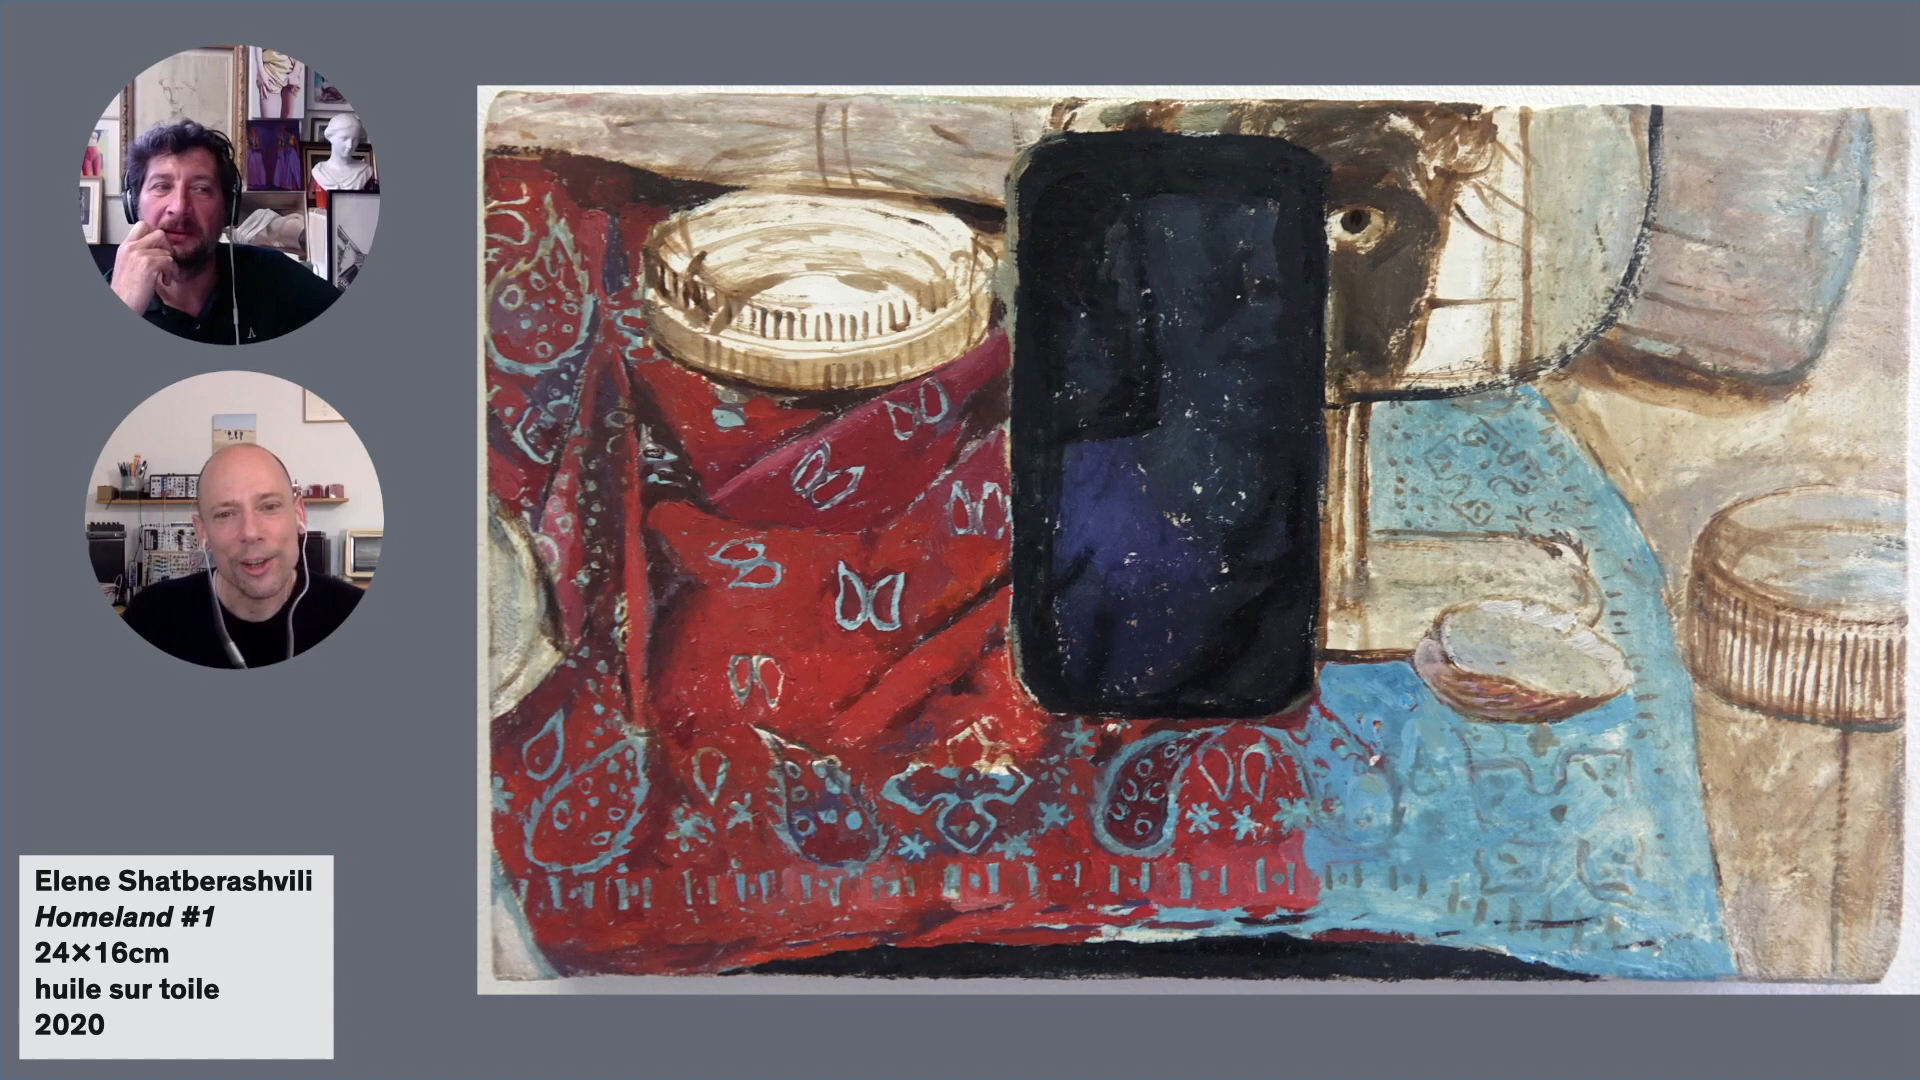 Elene Shatberashvili
Homeland #1
24×16cm
huile sur toile
2020